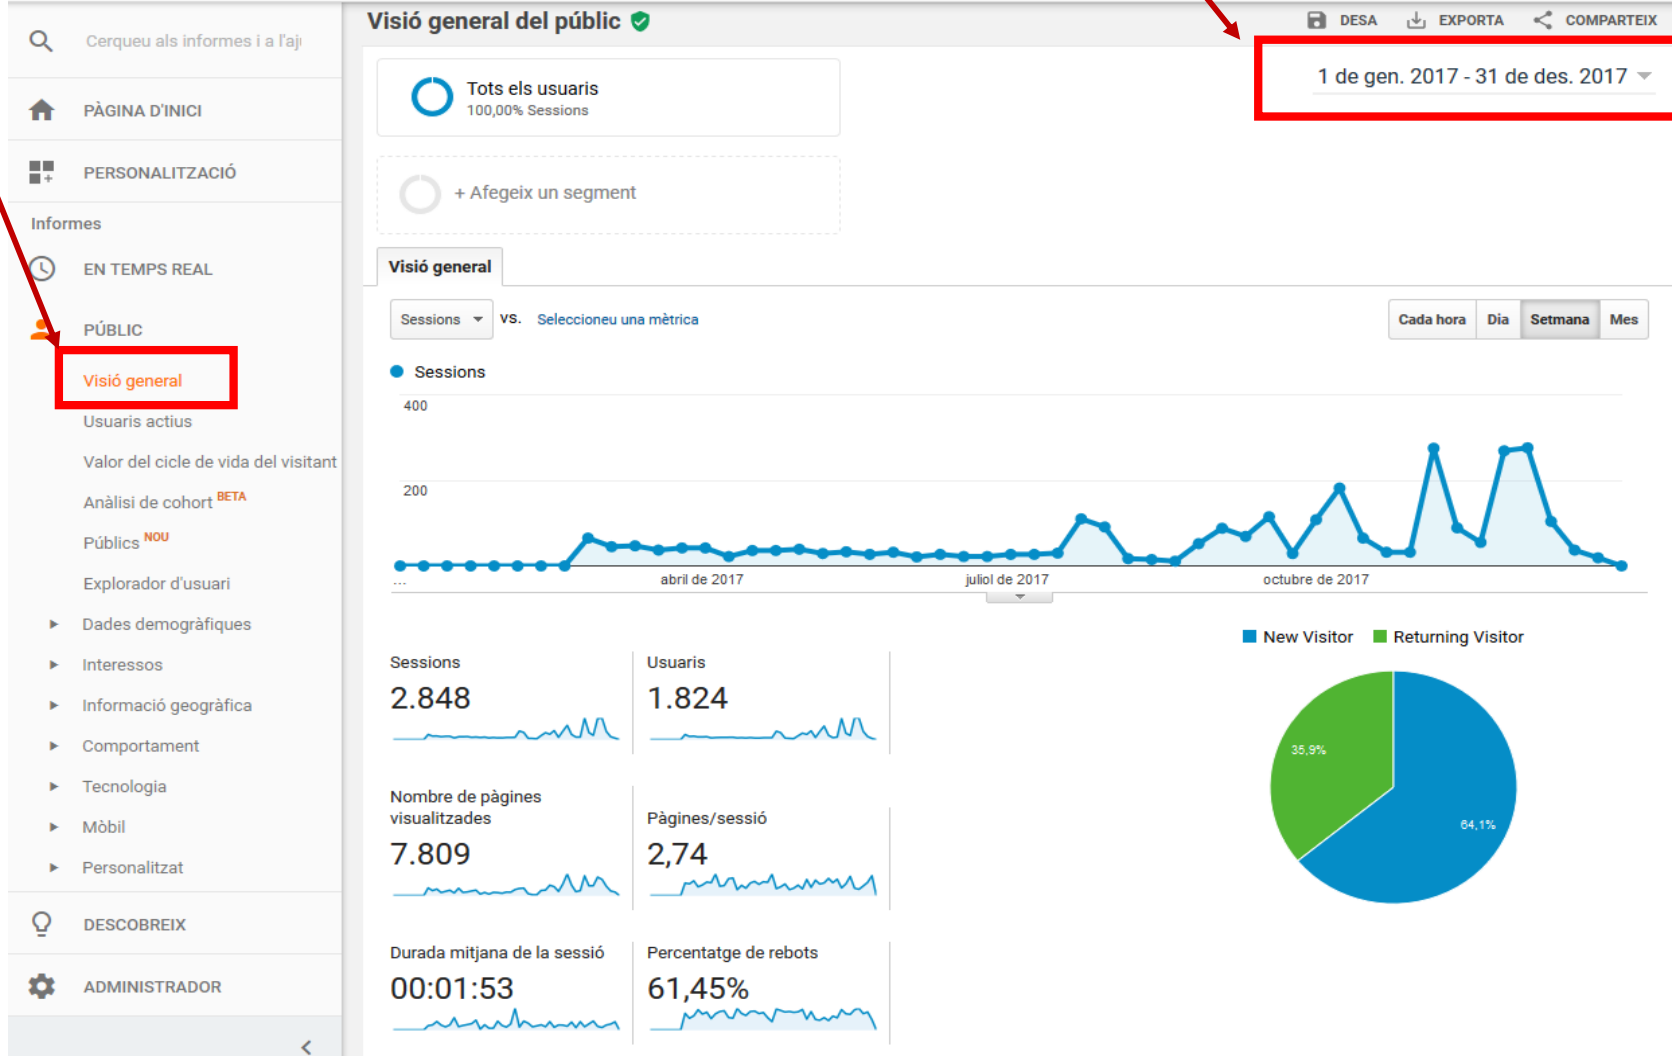 Cerqueu als informes i a l'aju
PÀGINA D'INICI
PERSONALITZACIÓ
Informes
EN TEMPS REAL
PÚBLIC
Visió general
Usuaris actius
Valor del cicle de vida del visitant
Anàlisi de cohort BETA
Públics NOU
Explorador d'usuari
Dades demogràfiques
Interessos
Informació geogràfica
Comportament
Tecnologia
Mòbil
Personalitzat
DESCOBREIX
ADMINISTRADOR
Visió general del públic
DESA EXPORTA COMPARTEIX
1 de gen. 2017 - 31 de des. 2017
Tots els usuaris
100,00% Sessions
+ Afegeix un segment
Visió general
Sessions VS. Seleccioneu una mètrica
Cada hora Dia Setmana Mes
Sessions
400
200
... abril de 2017 juliol de 2017 octubre de 2017
New Visitor Returning Visitor
35,9%
64,1%
Sessions
2.848
Usuaris
1.824
Nombre de pàgines
visualitzades
7.809
Pàgines/sessió
2,74
Durada mitjana de la sessió
00:01:53
Percentatge de rebots
61,45%